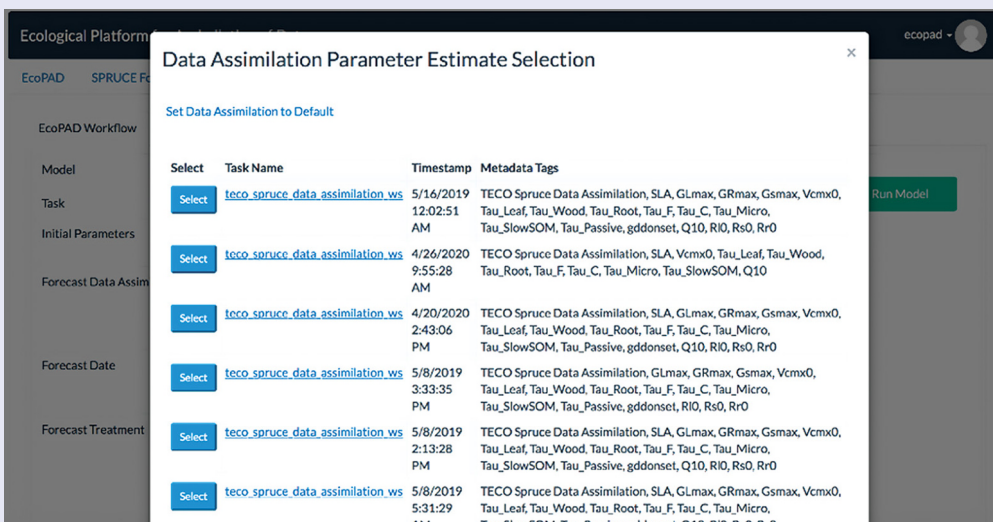 Ecological Platform
ecopad
Data Assimilation Parameter Estimate Selection
×
EcoPAD SPRUCE
Set Data Assimilation to Default
EcoPAD Workflow
Model
Task
Initial Parameters
Forecast Data Assim
Forecast Date
Forecast Treatment
Run Model
Select Task Name Timestamp Metadata Tags
Select teco_spruce_data_assimilation_ws 5/16/2019 TECO Spruce Data Assimilation, SLA, GLmax, GRmax, Gsmax, Vcmx0,
12:02:51 Tau_Leaf, Tau_Wood, Tau_Root, Tau_F, Tau_C, Tau_Micro,
AM Tau_SlowSOM, Tau_Passive, gddonset, Q10, Rl0, Rs0, Rr0
Select teco_spruce_data_assimilation_ws 4/26/2020 TECO Spruce Data Assimilation, SLA, Vcmx0, Tau_Leaf, Tau_Wood,
9:55:28 Tau_Root, Tau_F, Tau_C, Tau_Micro, Tau_SlowSOM, Q10
AM
Select teco_spruce_data_assimilation_ws 4/20/2020 TECO Spruce Data Assimilation, SLA, GLmax, GRmax, Gsmax, Vcmx0,
2:43:06 Tau_Leaf, Tau_Wood, Tau_Root, Tau_F, Tau_C, Tau_Micro,
PM Tau_SlowSOM, Tau_Passive, gddonset, Q10, Rl0, Rs0, Rr0
Select teco_spruce_data_assimilation_ws 5/8/2019 TECO Spruce Data Assimilation, GLmax, GRmax, Gsmax, Vcmx0,
3:33:35 Tau_Leaf, Tau_Wood, Tau_Root, Tau_F, Tau_C, Tau_Micro,
PM Tau_SlowSOM, Tau_Passive, gddonset, Rl0, Rs0, Rr0
Select teco_spruce_data_assimilation_ws 5/8/2019 TECO Spruce Data Assimilation, SLA, GLmax, GRmax, Gsmax, Vcmx0,
2:13:28 Tau_Leaf, Tau_Wood, Tau_Root, Tau_F, Tau_C, Tau_Micro,
PM Tau_SlowSOM, Tau_Passive, gddonset, Q10, Rl0, Rs0, Rr0
Select teco_spruce_data_assimilation_ws 5/8/2019 TECO Spruce Data Assimilation, SLA, GLmax, GRmax, Gsmax, Vcmx0,
5:31:29 Tau_Leaf, Tau_Wood, Tau_Root, Tau_F, Tau_C, Tau_Micro,